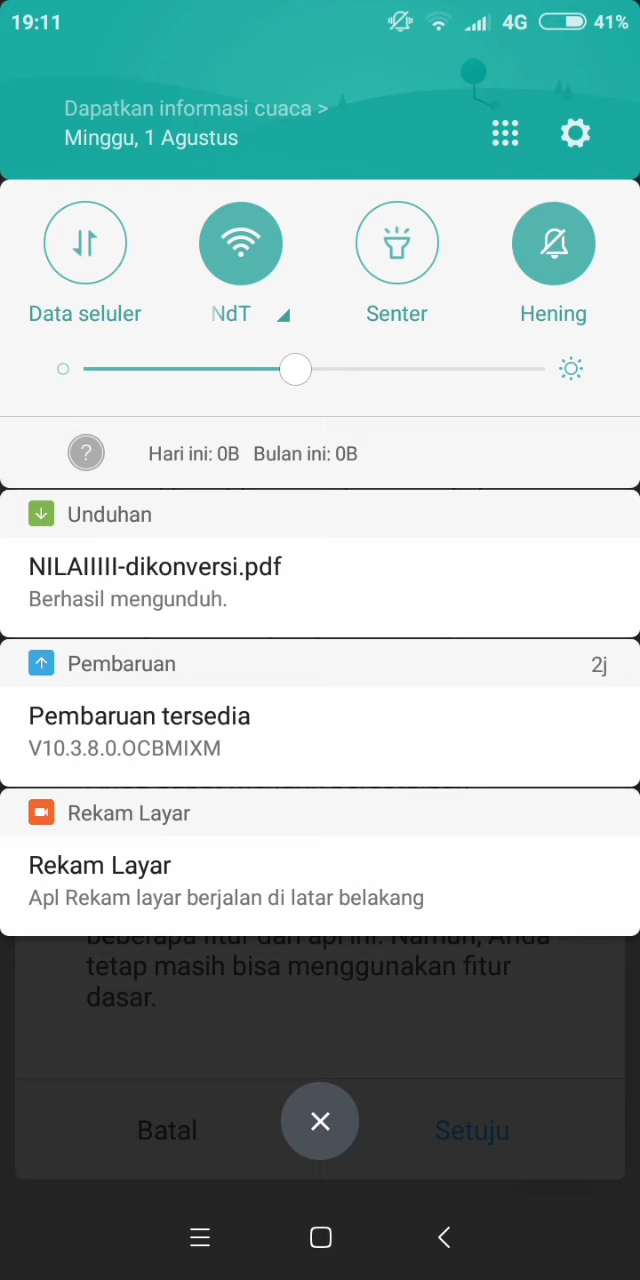 19:11
4G
41%
Dapatkan informasi cuaca >
Minggu, 1 Agustus
Data seluler
NdT
Senter
Hening
Hari ini: 0B Bulan ini: 0B
Unduhan
NILAIIIII-dikonversi.pdf
Berhasil mengunduh.
Pembaruan
2j
Pembaruan tersedia
V10.3.8.0.OCBMIXM
Rekam Layar
Rekam Layar
Apl Rekam layar berjalan di latar belakang
beberapa fitur dari apl ini. Namun, Anda
tetap masih bisa menggunakan fitur
dasar.
Batal
Setuju